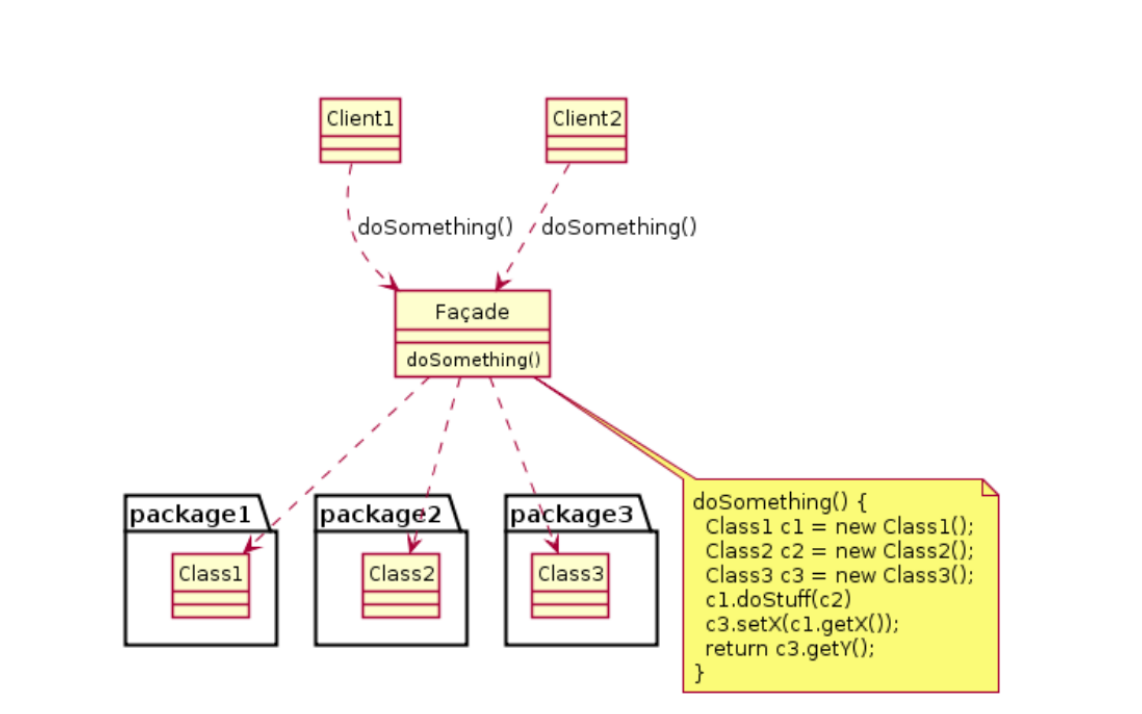 Client1
Client2
doSomething()
doSomething()
Façade
doSomething()
package1
package2
package3
Class1
Class2
Class3
doSomething() {
  Class1 c1 = new Class1();
  Class2 c2 = new Class2();
  Class3 c3 = new Class3();
  c1.doStuff(c2)
  c3.setX(c1.getX());
  return c3.getY();
}